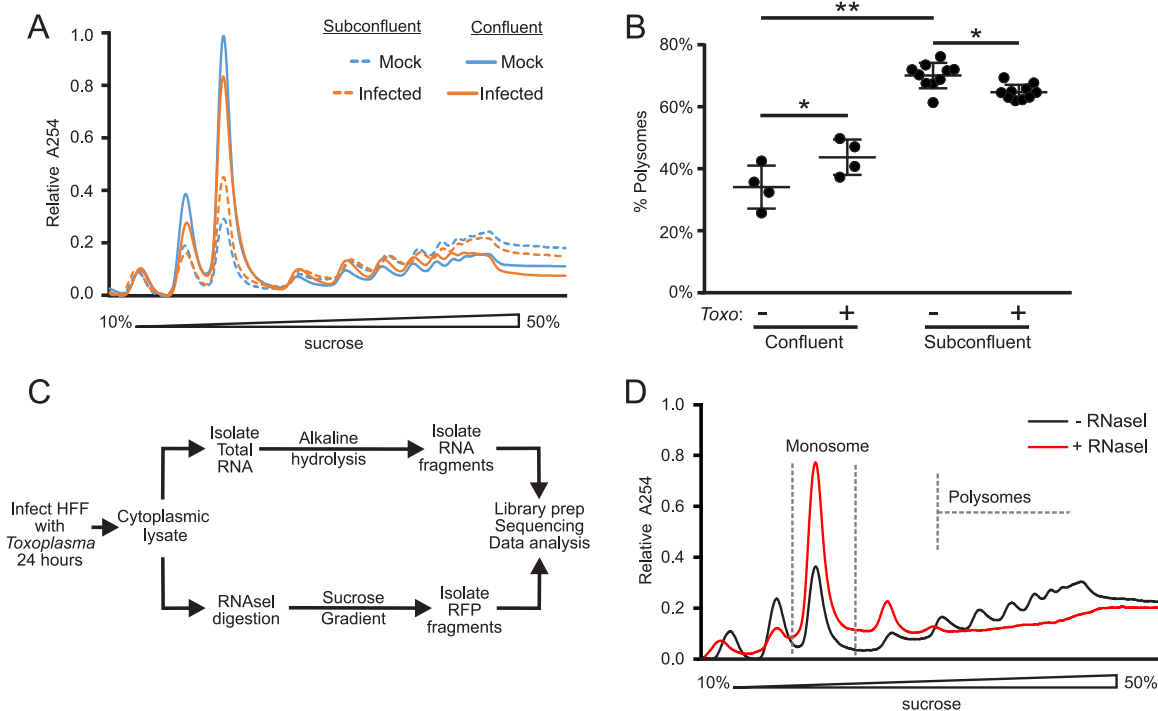 A
Subconfluent Confluent
Mock Mock
Infected Infected
Relative A254
1.0
0.8
0.6
0.4
0.2
0.0
10% 50%
sucrose
B
** 
*
*
% Polysomes
80%
60%
40%
20%
0%
Toxo: - + - +
Confluent Subconfluent
C
Infect HFF
with
Toxoplasma
24 hours
Cytoplasmic
lysate
Isolate
Total
RNA
Alkaline
hydrolysis
Isolate
RNA
fragments
RNAseI
digestion
Sucrose
Gradient
Isolate
RFP
fragments
Library prep
Sequencing
Data analysis
D
- RNaseI
+ RNaseI
Monosome
Polysomes
Relative A254
1.0
0.8
0.6
0.4
0.2
0.0
10% 50%
sucrose